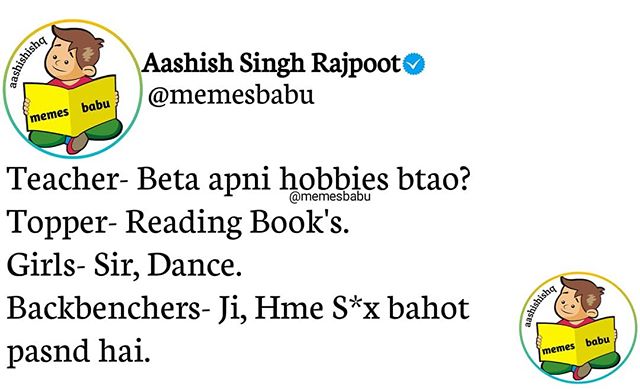 aashishishq
memes babu
Aashish Singh Rajpoot
@memesbabu
Teacher- Beta apni hobbies btao?
@memesbabu
Topper- Reading Book's.
Girls- Sir, Dance.
Backbenchers- Ji, Hme S*x bahot
pasnd hai.
aashishishq
memes babu